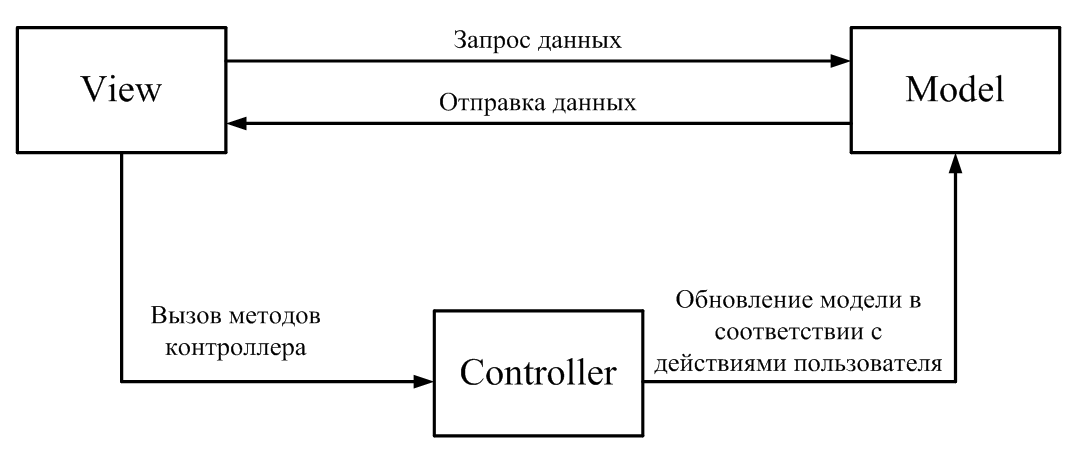 Запрос данных
View
Model
Отправка данных
Вызов методов
контроллера
Controller
Обновление модели в
соответствии с
действиями пользователя